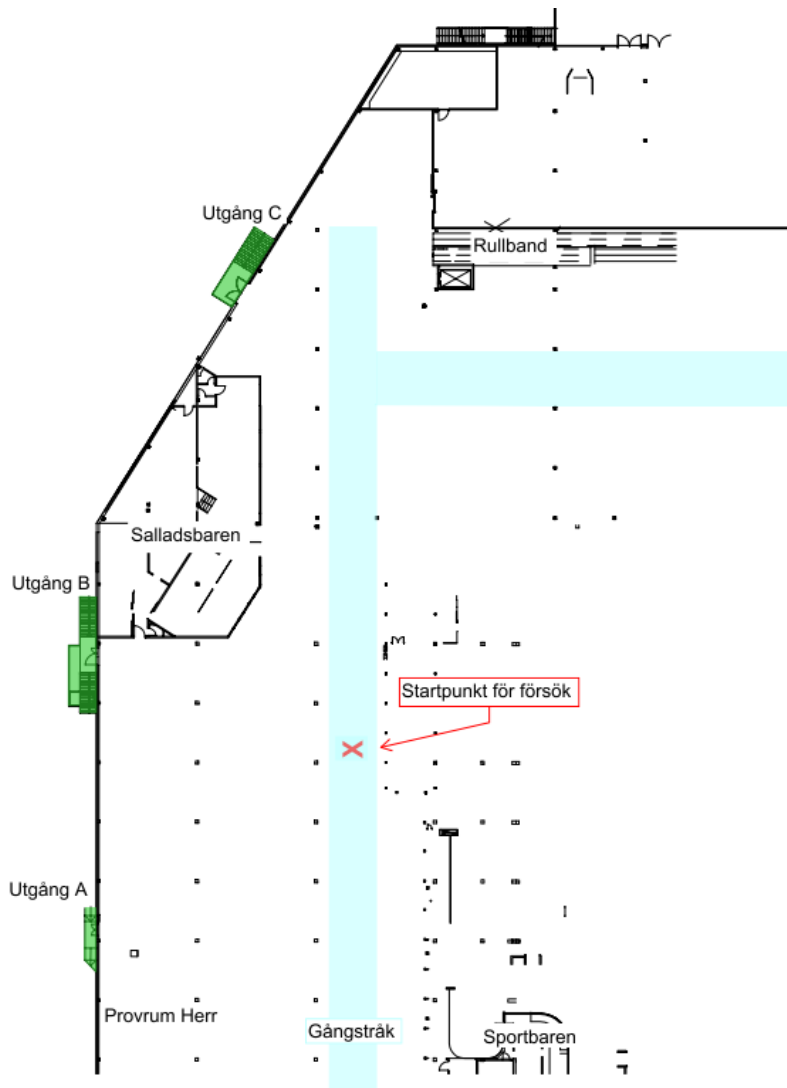 Utgång C
Rullband
Salladsbaren
Utgång B
Startpunkt för försök
X
Utgång A
Provrum Herr
Gångstråk
Sportbaren